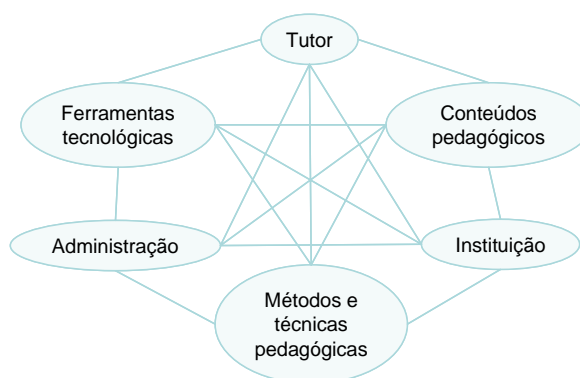 Tutor
Ferramentas
tecnológicas
Conteúdos
pedagógicos
Administração
Instituição
Métodos e
técnicas
pedagógicas